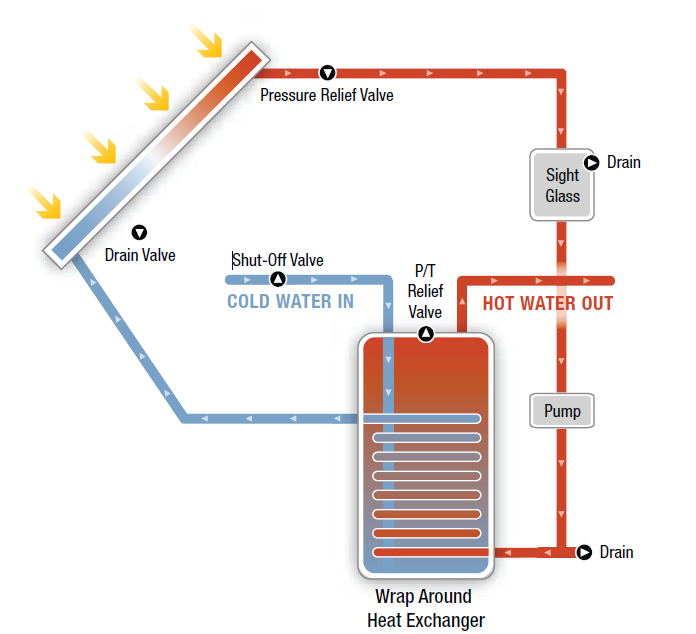 Pressure Relief Valve
Drain
Sight
Glass
Drain Valve
Shut-Off Valve
P/T
Relief
Valve
COLD WATER IN
HOT WATER OUT
Pump
Drain
Wrap Around
Heat Exchanger